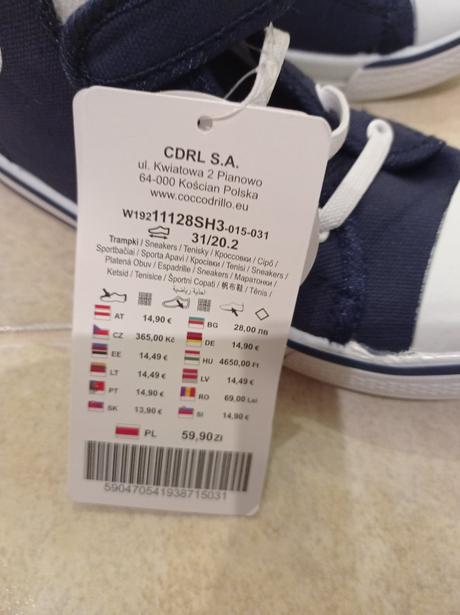 CDRL S.A.
ul. Kwiatowa 2 Pianowo
64-000 Kościan Polska
www.coccodrillo.eu
W19211128SH3-015-031
31/20.2
Trampki / Sneakers / Tenisky / Кроссовки / Cipő /
Sportbačiai / Sporta Apavi / Кросівки / Tenisi / Sneakers /
Platená Obuv / Espadrille / Sneakers / Маратонки /
Ketsid / Tenisice / Športni Copati / 帆布鞋 / Tênis /
أحذية رياضية
AT 14,90 € BG 28,00 ЛВ
CZ 365,00 Kč DE 14,90 €
EE 14,49 € HU 4650,00 Ft
LT 14,49 € LV 14,49 €
PT 14,90 € RO 69,00 Lei
SK 13,90 € SI 14,90 €
PL 59,90 Zł
590470541938715031